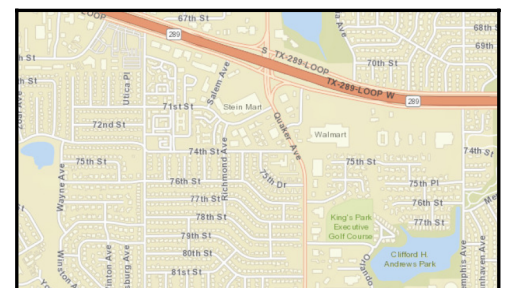 LOOP
67th St
68th
69th
289
S TX-289-LOOP
70th St
TX-289-LOOP W
289
Utica Pl
Salem Ave
71st St
Stein Mart
72nd St
Quaker Ave
Walmart
74th St
74th St
75th St
75th St
Wayne Ave
76th St
Richmond Ave
75th Dr
75th Pl
77th St
76th St
78th St
King's Park
Executive
Golf Course
77th St
79th St
80th St
81st St
Clifford H.
Andrews Park
Orlando